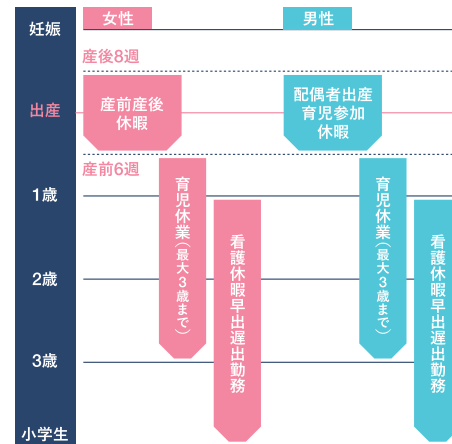 妊娠
女性
男性
産後8週
出産
産前産後
休暇
配偶者出産
育児参加
休暇
産前6週
1歳
育児休業(最大3歳まで)
看護休暇早出遅出勤務
育児休業(最大3歳まで)
看護休暇早出遅出勤務
2歳
3歳
小学生